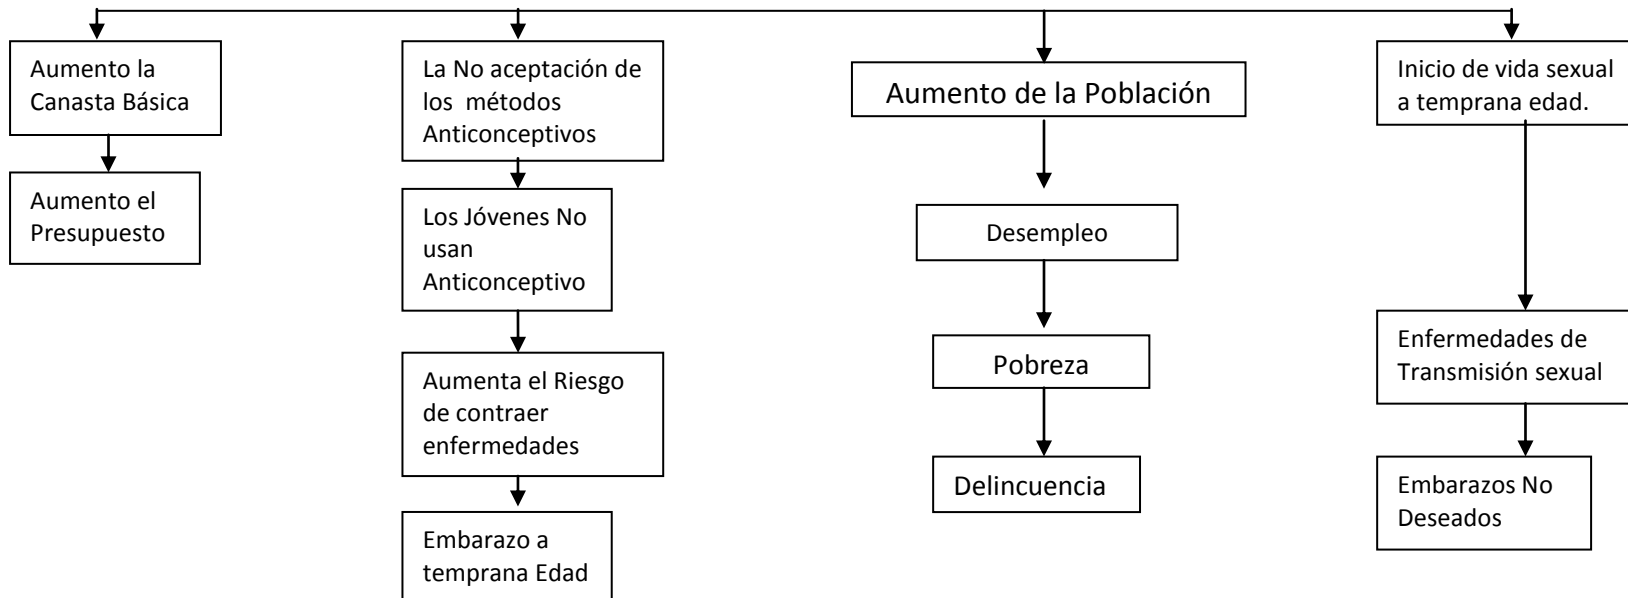 Aumento la
Canasta Básica
Aumento el
Presupuesto
La No aceptación de
los métodos
Anticonceptivos
Los Jóvenes No
usan
Anticonceptivo
Aumenta el Riesgo
de contraer
enfermedades
Embarazo a
temprana Edad
Aumento de la Población
Desempleo
Pobreza
Delincuencia
Inicio de vida sexual
a temprana edad.
Enfermedades de
Transmisión sexual
Embarazos No
Deseados